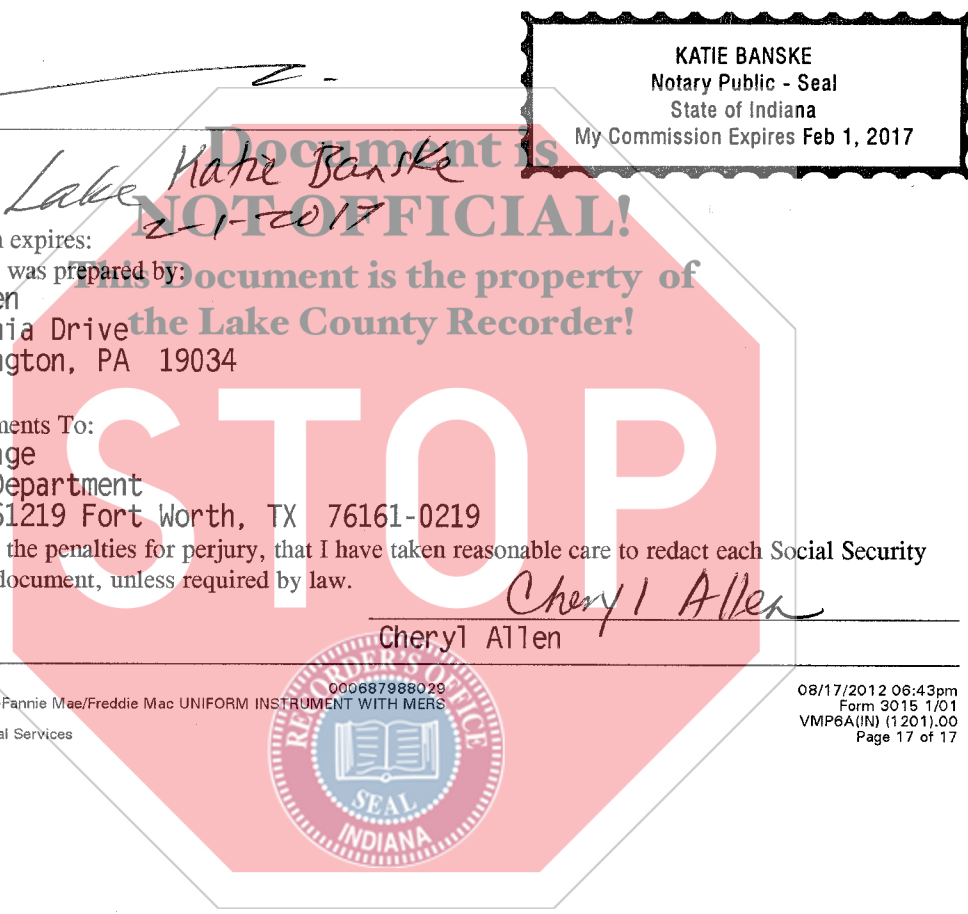 KATIE BANSKE
Notary Public - Seal
State of Indiana
My Commission Expires Feb 1, 2017
Document is
NOT OFFICIAL!
This Document is the property of
the Lake County Recorder!
STOP
Lake Katie Banske
2-1-2017
n expires:
was prepared by:
en
nia Drive
ngton, PA 19034
ments To:
age
Department
61219 Fort Worth, TX 76161-0219
the penalties for perjury, that I have taken reasonable care to redact each Social Security
document, unless required by law.
Cheryl Allen
Cheryl Allen
000687988029
-Fannie Mae/Freddie Mac UNIFORM INSTRUMENT WITH MERS
al Services
08/17/2012 06:43pm
Form 3015 1/01
VMP6A(IN) (1201).00
Page 17 of 17
RECORDER'S OFFICE
SEAL
INDIANA